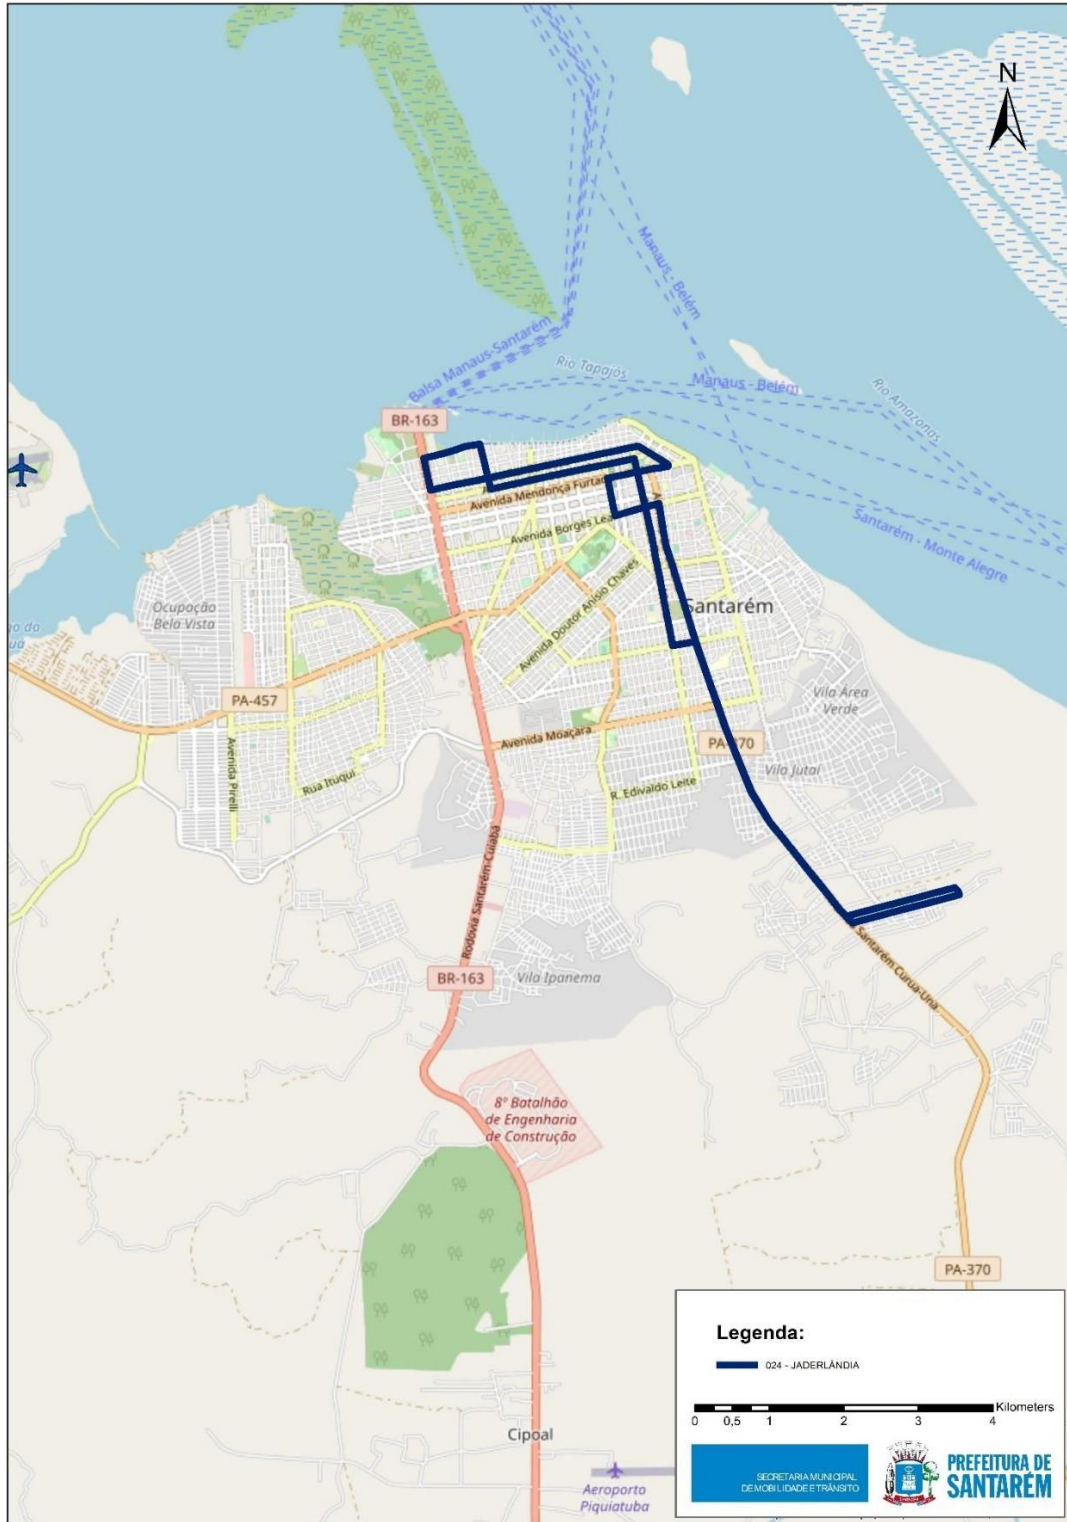 N
Manaus - Belém
Balsa Manaus-Santarém
Rio Tapajós
Manaus - Belém
Rio Amazonas
BR-163
Avenida Mendonça Furtad
Avenida Borges Lea
Santarém - Monte Alegre
Avenida Doutor Anísio Chaves
Ocupação
Bela Vista
Santarém
PA-457
Vila Área
Verde
Avenida Moaçara
PA-370
Vila Jutaí
Avenida Pirelli
Rua Ituqui
R. Edivaldo Leite
Rodovia Santarém-Cuiabá
Santarém Curua-Una
BR-163
Vila Ipanema
8º Batalhão
de Engenharia
de Construção
PA-370
Cipoal
Aeroporto
Piquiatuba
Legenda:
024 - JADERLÂNDIA
Kilometers
0 0,5 1 2 3 4
SECRETARIA MUNICIPAL
DE MOBILIDADE E TRÂNSITO
PREFEITURA DE
SANTARÉM